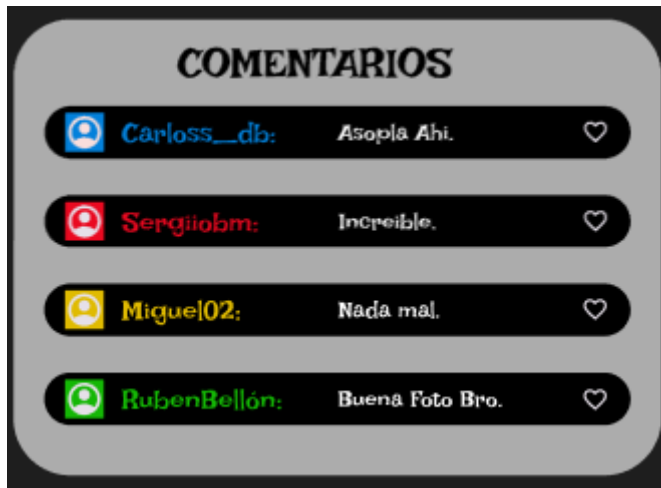 COMENTARIOS
Carloss__db: Asopla Ahi.
Sergiiobm: Increible.
Miguel02: Nada mal.
RubenBellón: Buena Foto Bro.